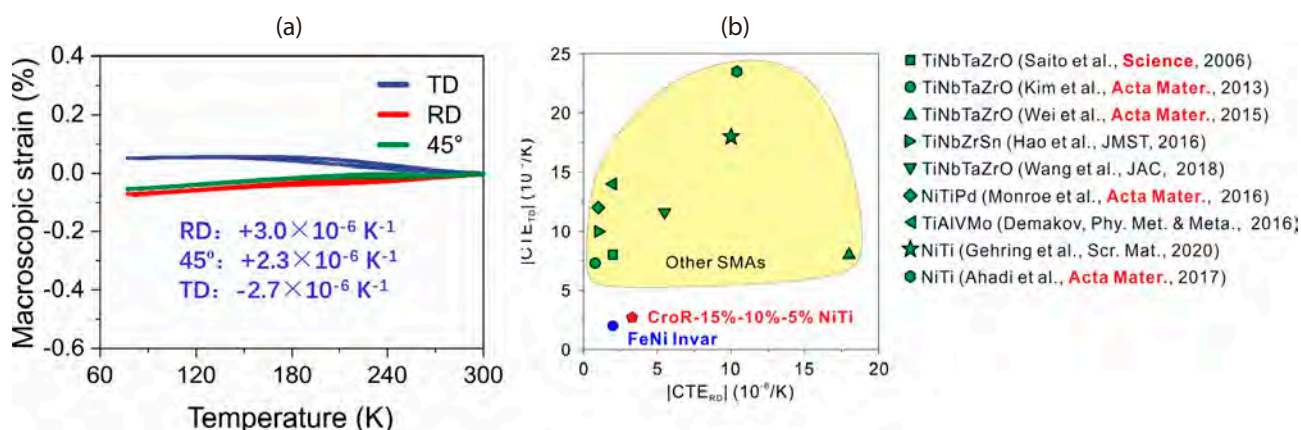 (a)
0.4
0.2
0.0
-0.2
-0.4
-0.6
Macroscopic strain (%)
TD
RD
45°
RD: +3.0×10⁻⁶ K⁻¹
45º: +2.3×10⁻⁶ K⁻¹
TD: -2.7×10⁻⁶ K⁻¹
60 120 180 240 300
Temperature (K)
(b)
25
20
15
10
5
0
|CTE_TD| (10⁻⁶/K)
Other SMAs
CroR-15%-10%-5% NiTi
FeNi Invar
0 5 10 15 20
|CTE_RD| (10⁻⁶/K)
TiNbTaZrO (Saito et al., Science, 2006)
TiNbTaZrO (Kim et al., Acta Mater., 2013)
TiNbTaZrO (Wei et al., Acta Mater., 2015)
TiNbZrSn (Hao et al., JMST, 2016)
TiNbTaZrO (Wang et al., JAC, 2018)
NiTiPd (Monroe et al., Acta Mater., 2016)
TiAlVMo (Demakov, Phy. Met. & Meta., 2016)
NiTi (Gehring et al., Scr. Mat., 2020)
NiTi (Ahadi et al., Acta Mater., 2017)